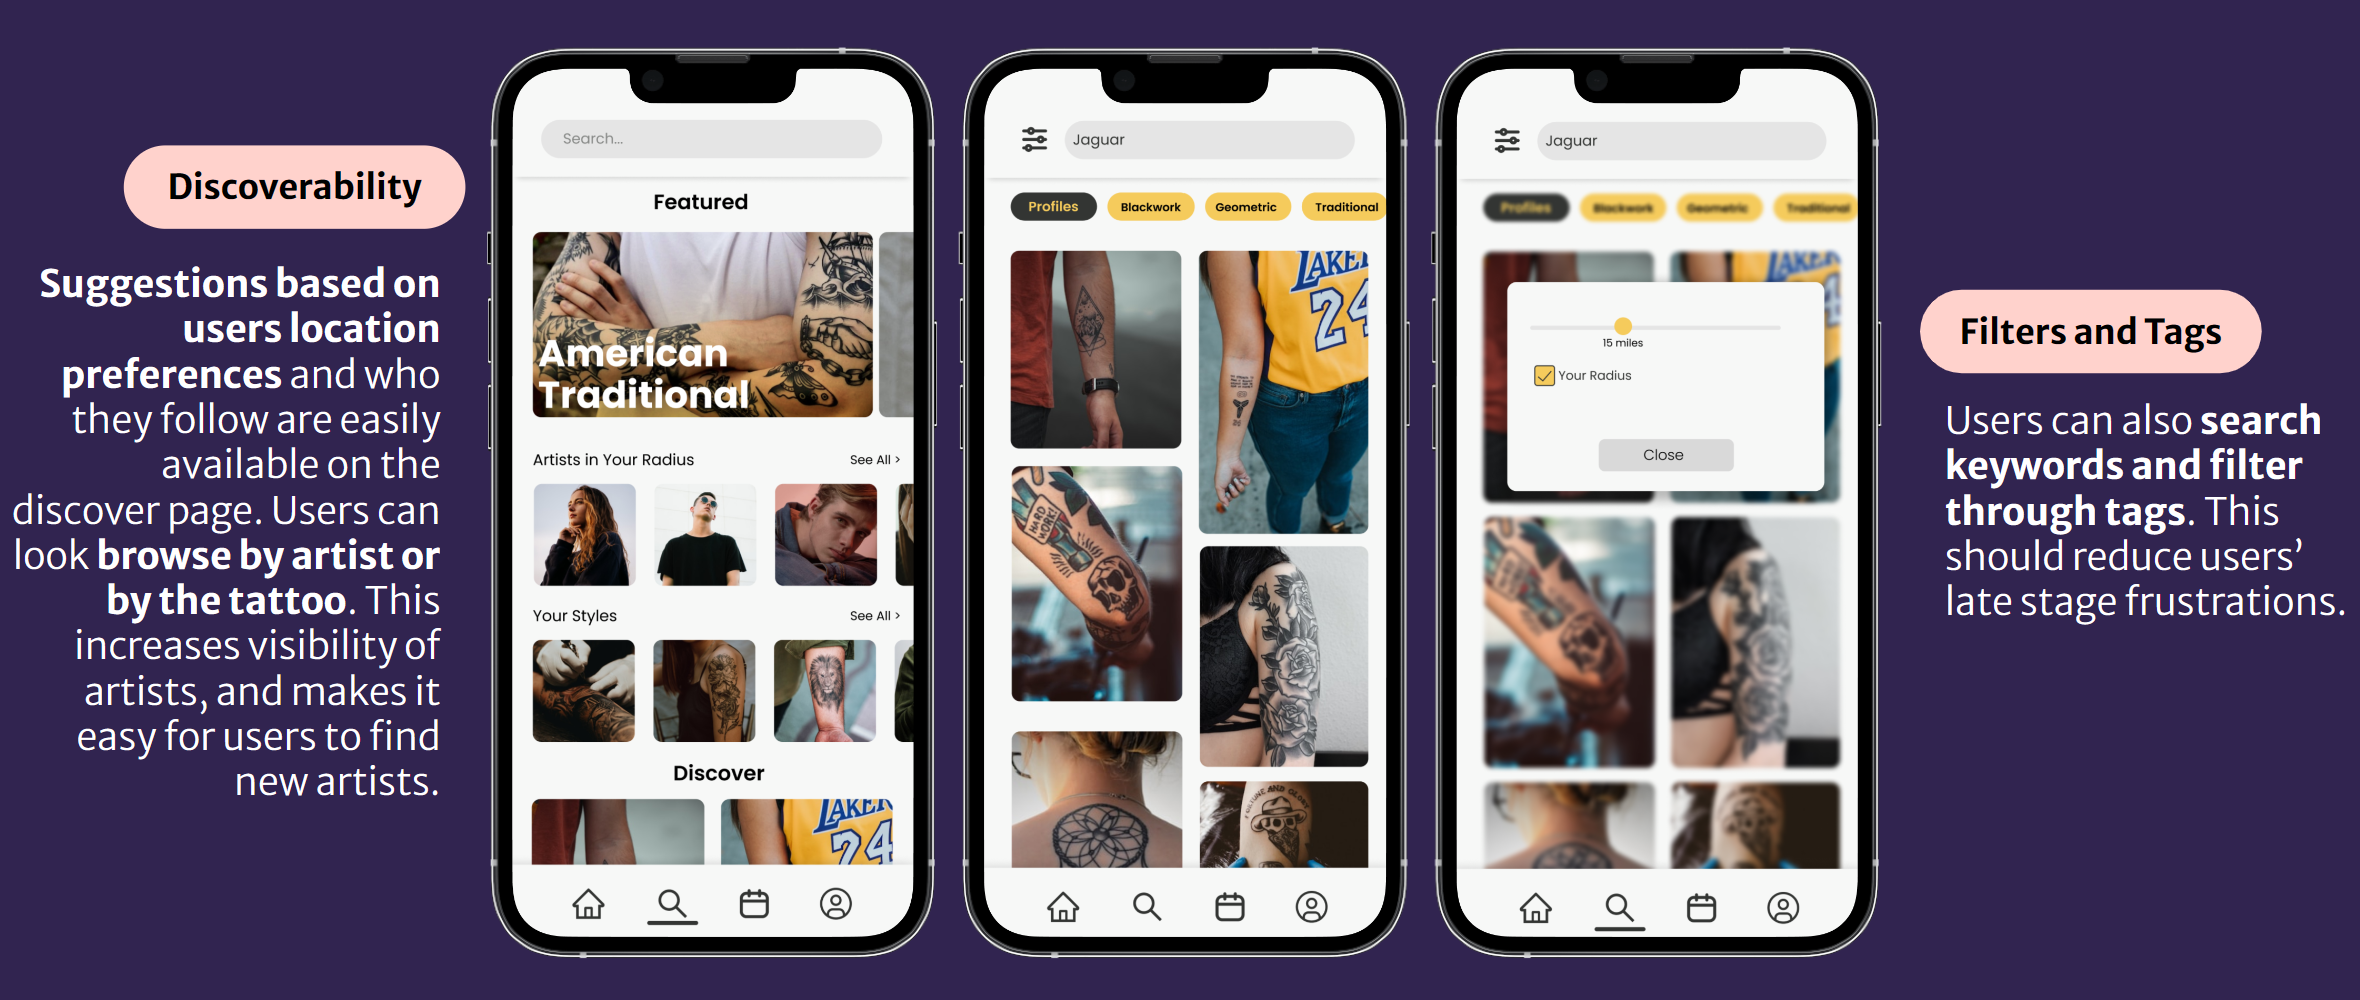 Discoverability
Suggestions based on
users location
preferences and who
they follow are easily
available on the
discover page. Users can
look browse by artist or
by the tattoo. This
increases visibility of
artists, and makes it
easy for users to find
new artists.
Search...
Featured
American
Traditional
Artists in Your Radius
See All >
Your Styles
See All >
Discover
LAKER
24
Jaguar
Profiles
Blackwork
Geometric
Traditional
LAKER
24
HARD
WORK!
AND GLORY
Jaguar
Profiles
Blackwork
Geometric
Traditional
LAKER
15 miles
Your Radius
Close
Filters and Tags
Users can also search
keywords and filter
through tags. This
should reduce users’
late stage frustrations.